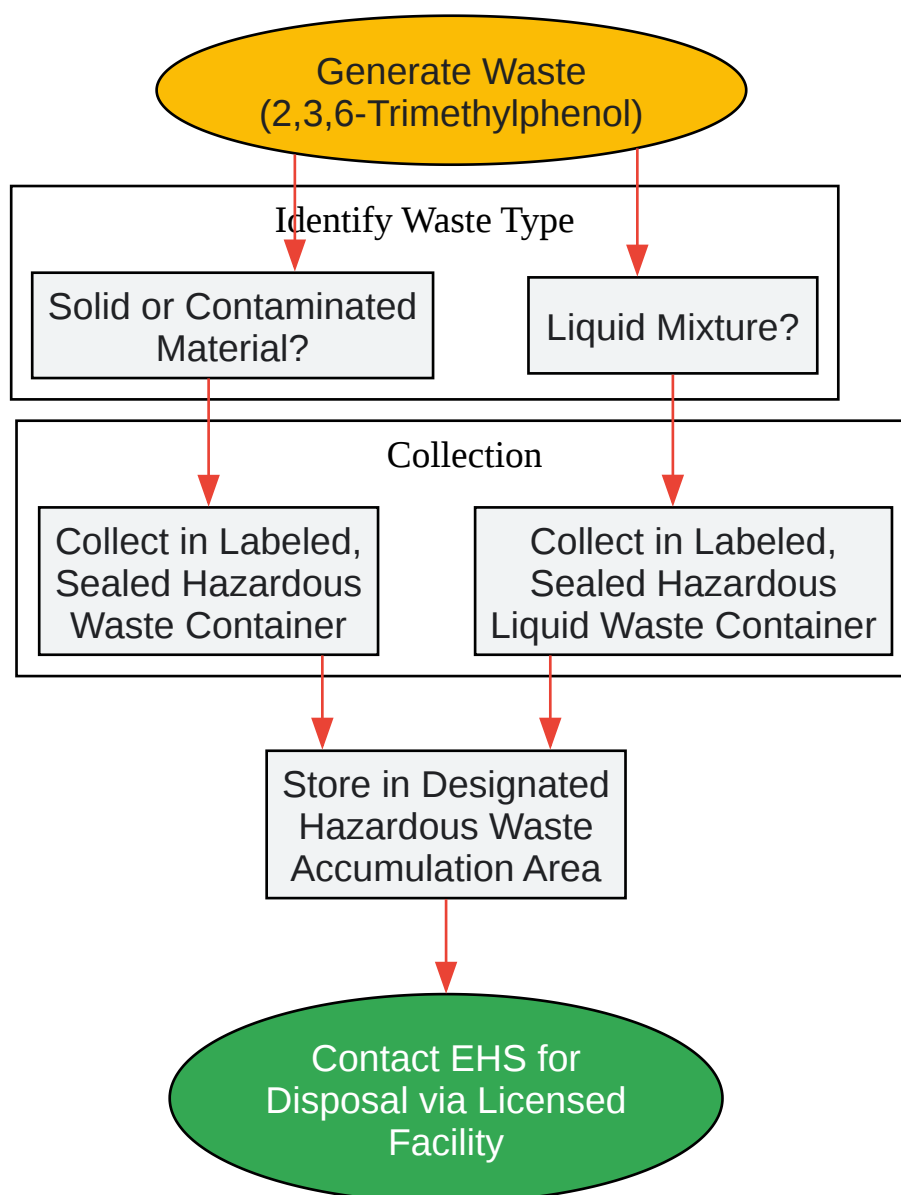 Generate Waste
(2,3,6-Trimethylphenol)
Identify Waste Type
Solid or Contaminated
Material?
Liquid Mixture?
Collection
Collect in Labeled,
Sealed Hazardous
Waste Container
Collect in Labeled,
Sealed Hazardous
Liquid Waste Container
Store in Designated
Hazardous Waste
Accumulation Area
Contact EHS for
Disposal via Licensed
Facility